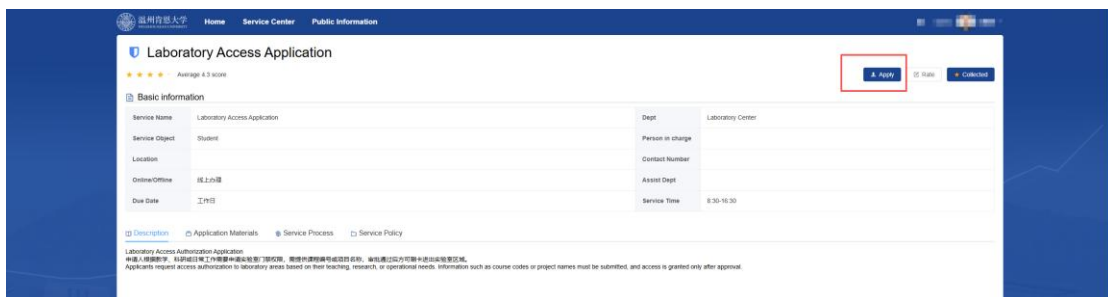 温州肯恩大学 Home Service Center Public Information
Laboratory Access Application
Average 4.3 score
Apply Rate Collected
Basic information
Service Name Laboratory Access Application Dept Laboratory Center
Service Object Student Person in charge
Location Contact Number
Online/Offline 线上办理 Assist Dept
Due Date 工作日 Service Time 8:30-16:30
Description Application Materials Service Process Service Policy
Laboratory Access Authorization Application
申请人根据教学、科研或日常工作需要申请实验室门禁权限，需提供课程编号或项目名称，审批通过后方可刷卡进出实验室区域。
Applicants request access authorization to laboratory areas based on their teaching, research, or operational needs. Information such as course codes or project names must be submitted, and access is granted only after approval.